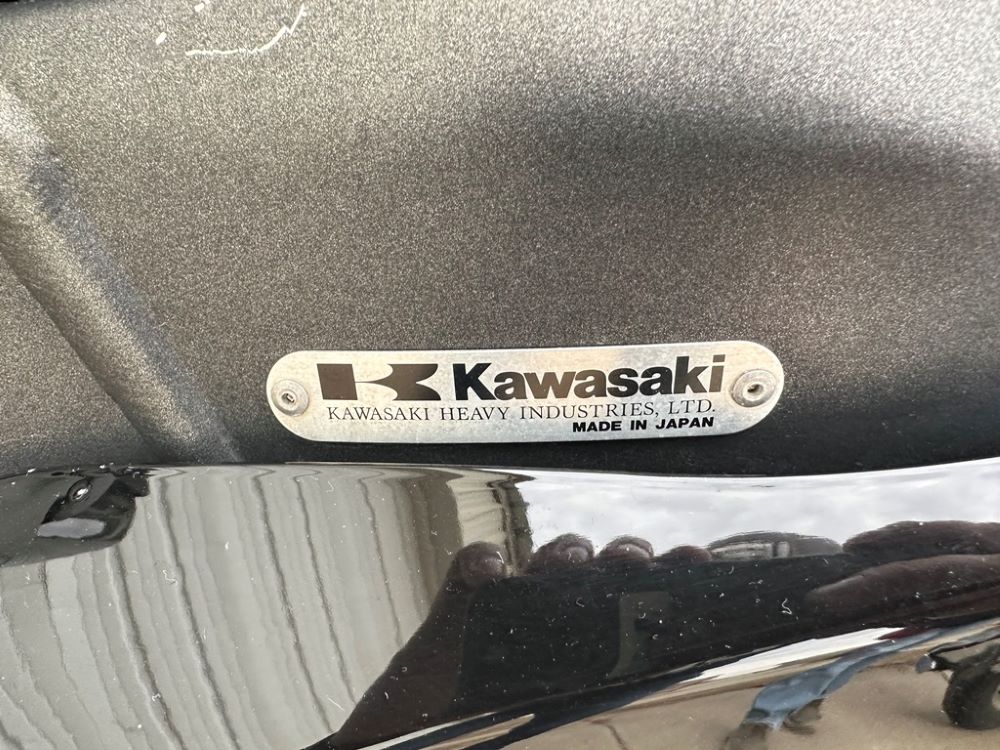 Kawasaki
KAWASAKI HEAVY INDUSTRIES, LTD.
MADE IN JAPAN